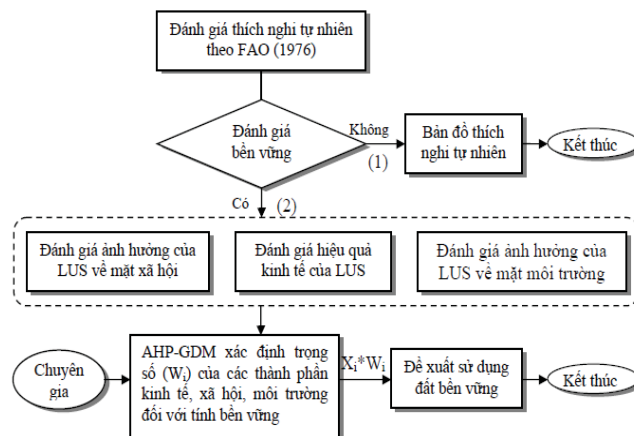 Đánh giá thích nghi tự nhiên
theo FAO (1976)
Đánh giá
bền vững
Không
(1)
Bản đồ thích
nghi tự nhiên
Kết thúc
Có
(2)
Đánh giá ảnh hưởng của
LUS về mặt xã hội
Đánh giá hiệu quả
kinh tế của LUS
Đánh giá ảnh hưởng của
LUS về mặt môi trường
Chuyên
gia
AHP-GDM xác định trọng
số (Wi) của các thành phần
kinh tế, xã hội, môi trường
đối với tính bền vững
Xi*Wi
Đề xuất sử dụng
đất bền vững
Kết thúc